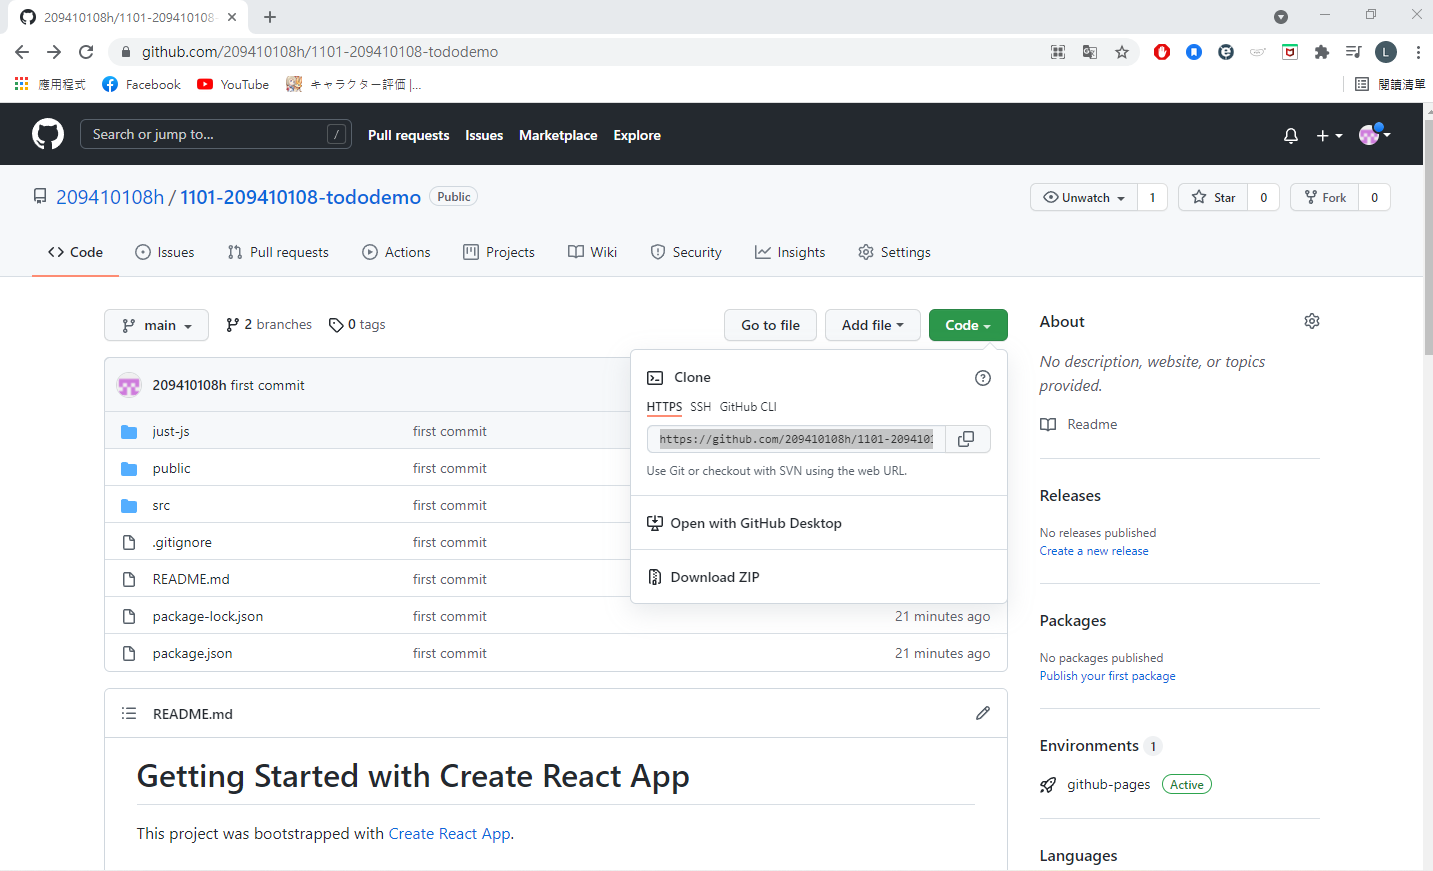 209410108h/1101-209410108-
github.com/209410108h/1101-209410108-tododemo
L
應用程式 Facebook YouTube キャラクター評価 |... 閱讀清單
Search or jump to... / Pull requests Issues Marketplace Explore
209410108h / 1101-209410108-tododemo Public Unwatch 1 Star 0 Fork 0
Code Issues Pull requests Actions Projects Wiki Security Insights Settings
main 2 branches 0 tags Go to file Add file Code
209410108h first commit
just-js first commit
public first commit
src first commit
.gitignore first commit
README.md first commit
package-lock.json first commit 21 minutes ago
package.json first commit 21 minutes ago
Clone
HTTPS SSH GitHub CLI
https://github.com/209410108h/1101-209410
Use Git or checkout with SVN using the web URL.
Open with GitHub Desktop
Download ZIP
README.md
Getting Started with Create React App
This project was bootstrapped with Create React App.
About
No description, website, or topics
provided.
Readme
Releases
No releases published
Create a new release
Packages
No packages published
Publish your first package
Environments 1
github-pages Active
Languages